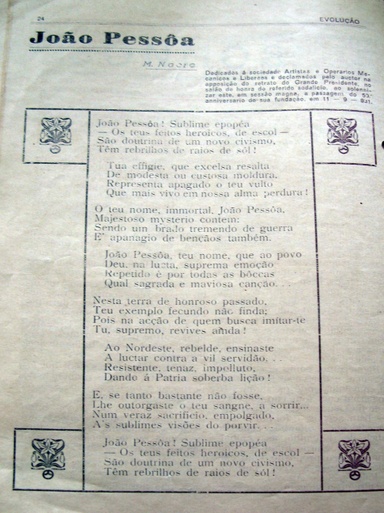 24
EVOLUÇÃO
João Pessôa
M. Nacre
Dedicados á sociedade Artistas e Operarios Me-
canicos e Liberaes e declamados pelo auctor na
apposição do retrato do Grande Presidente, no
salão de honra do referido sodalicio, ao solenni-
zar este, em sessão magna, a passagem do
anniversario de sua fundação, em 11 — 9 — 931.
João Pessôa! Sublime epopéa
— Os teus feitos heroicos, de escol —
São doutrina de um novo civismo,
Têm rebrilhos de raios de sól!
Tua effigie, que excelsa resalta
De modesta ou custosa moldura,
Representa apagado o teu vulto
Que mais vivo em nossa alma perdura!
O teu nome, immortal, João Pessôa,
Majestoso mysterio contem:
Sendo um brado tremendo de guerra
E' apanagio de bençãos tambem.
João Pessôa, teu nome, que ao povo
Deu, na lucta, suprema emoção
Repetido é por todas as bôccas
Qual sagrada e maviosa canção.
Nesta terra de honroso passado,
Teu exemplo fecundo não finda;
Pois na acção de quem busca imitar-te
Tu, supremo, revives ainda!
Ao Nordeste, rebelde, ensinaste
A luctar contra a vil servidão, . .
Resistente, tenaz, impolluto,
Dando á Patria soberba lição!
E, se tanto bastante não fosse,
Lhe outorgaste o teu sangue, a sorrir...
Num veraz sacrificio, empolgado,
A's sublimes visões do porvir. . .
João Pessôa! Sublime epopéa
— Os teus feitos heroicos, de escol —
São doutrina de um novo civismo,
Têm rebrilhos de raios de sól!